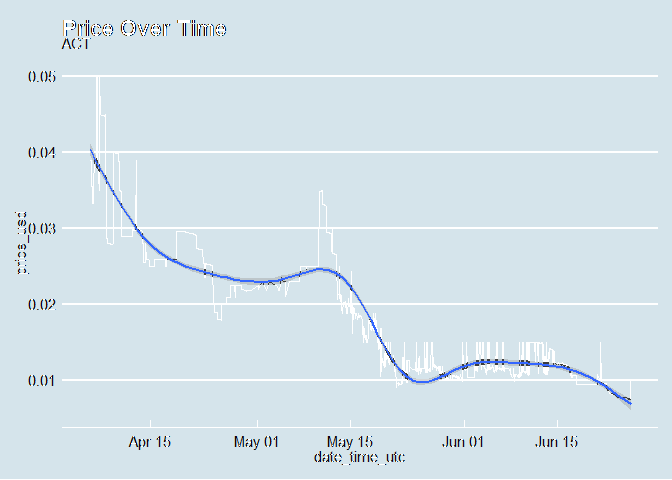 Price Over Time
ACT
0.05
0.04
0.03
0.02
0.01
price_usd
Apr 15
May 01
May 15
Jun 01
Jun 15
date_time_utc